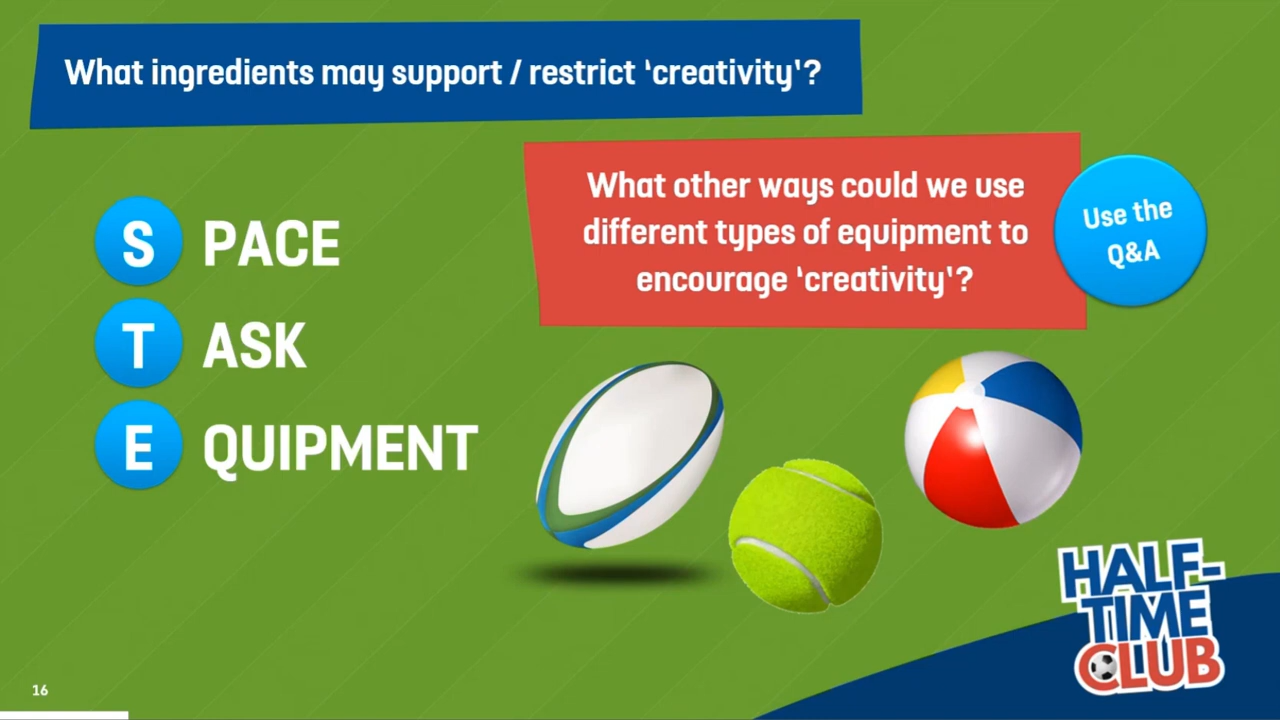 What ingredients may support / restrict ‘creativity’?
What other ways could we use
different types of equipment to
encourage ‘creativity’?
Use the
Q&A
S PACE
T ASK
E QUIPMENT
HALF-
TIME
CLUB
16